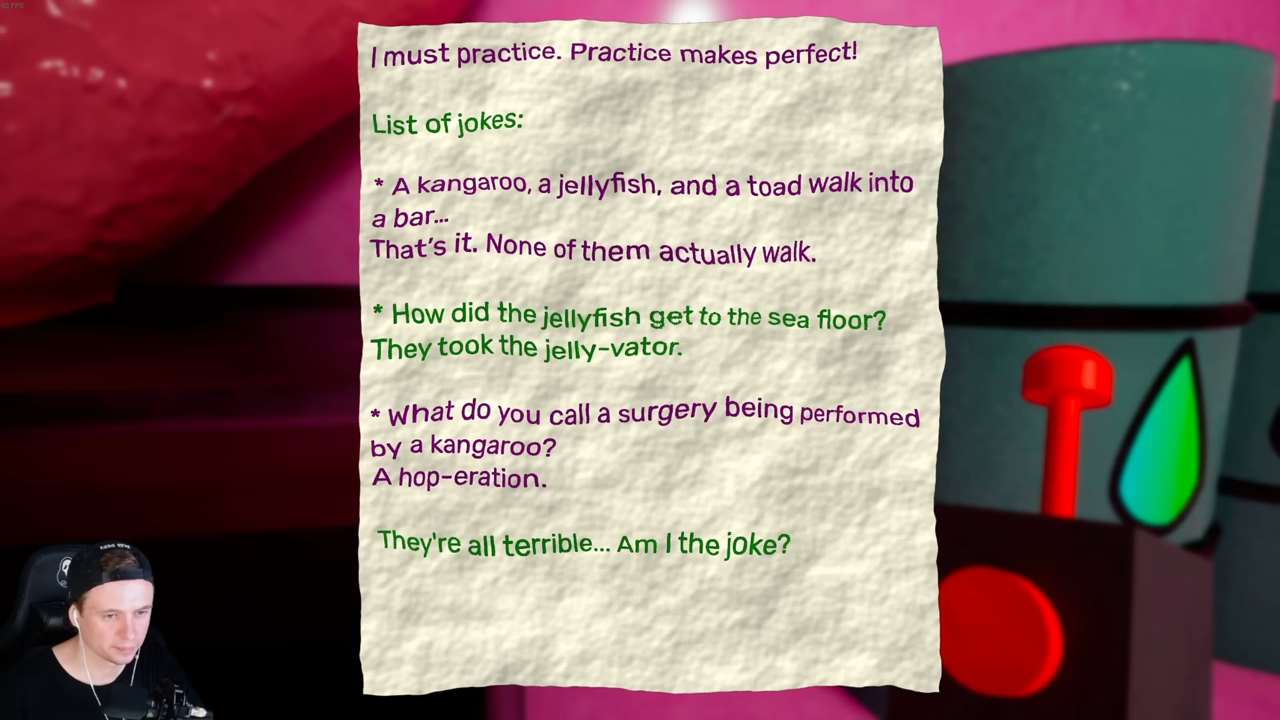 60 FPS
I must practice. Practice makes perfect!
List of jokes:
* A kangaroo, a jellyfish, and a toad walk into
a bar...
That's it. None of them actually walk.
* How did the jellyfish get to the sea floor?
They took the jelly-vator.
* What do you call a surgery being performed
by a kangaroo?
A hop-eration.
They're all terrible... Am I the joke?